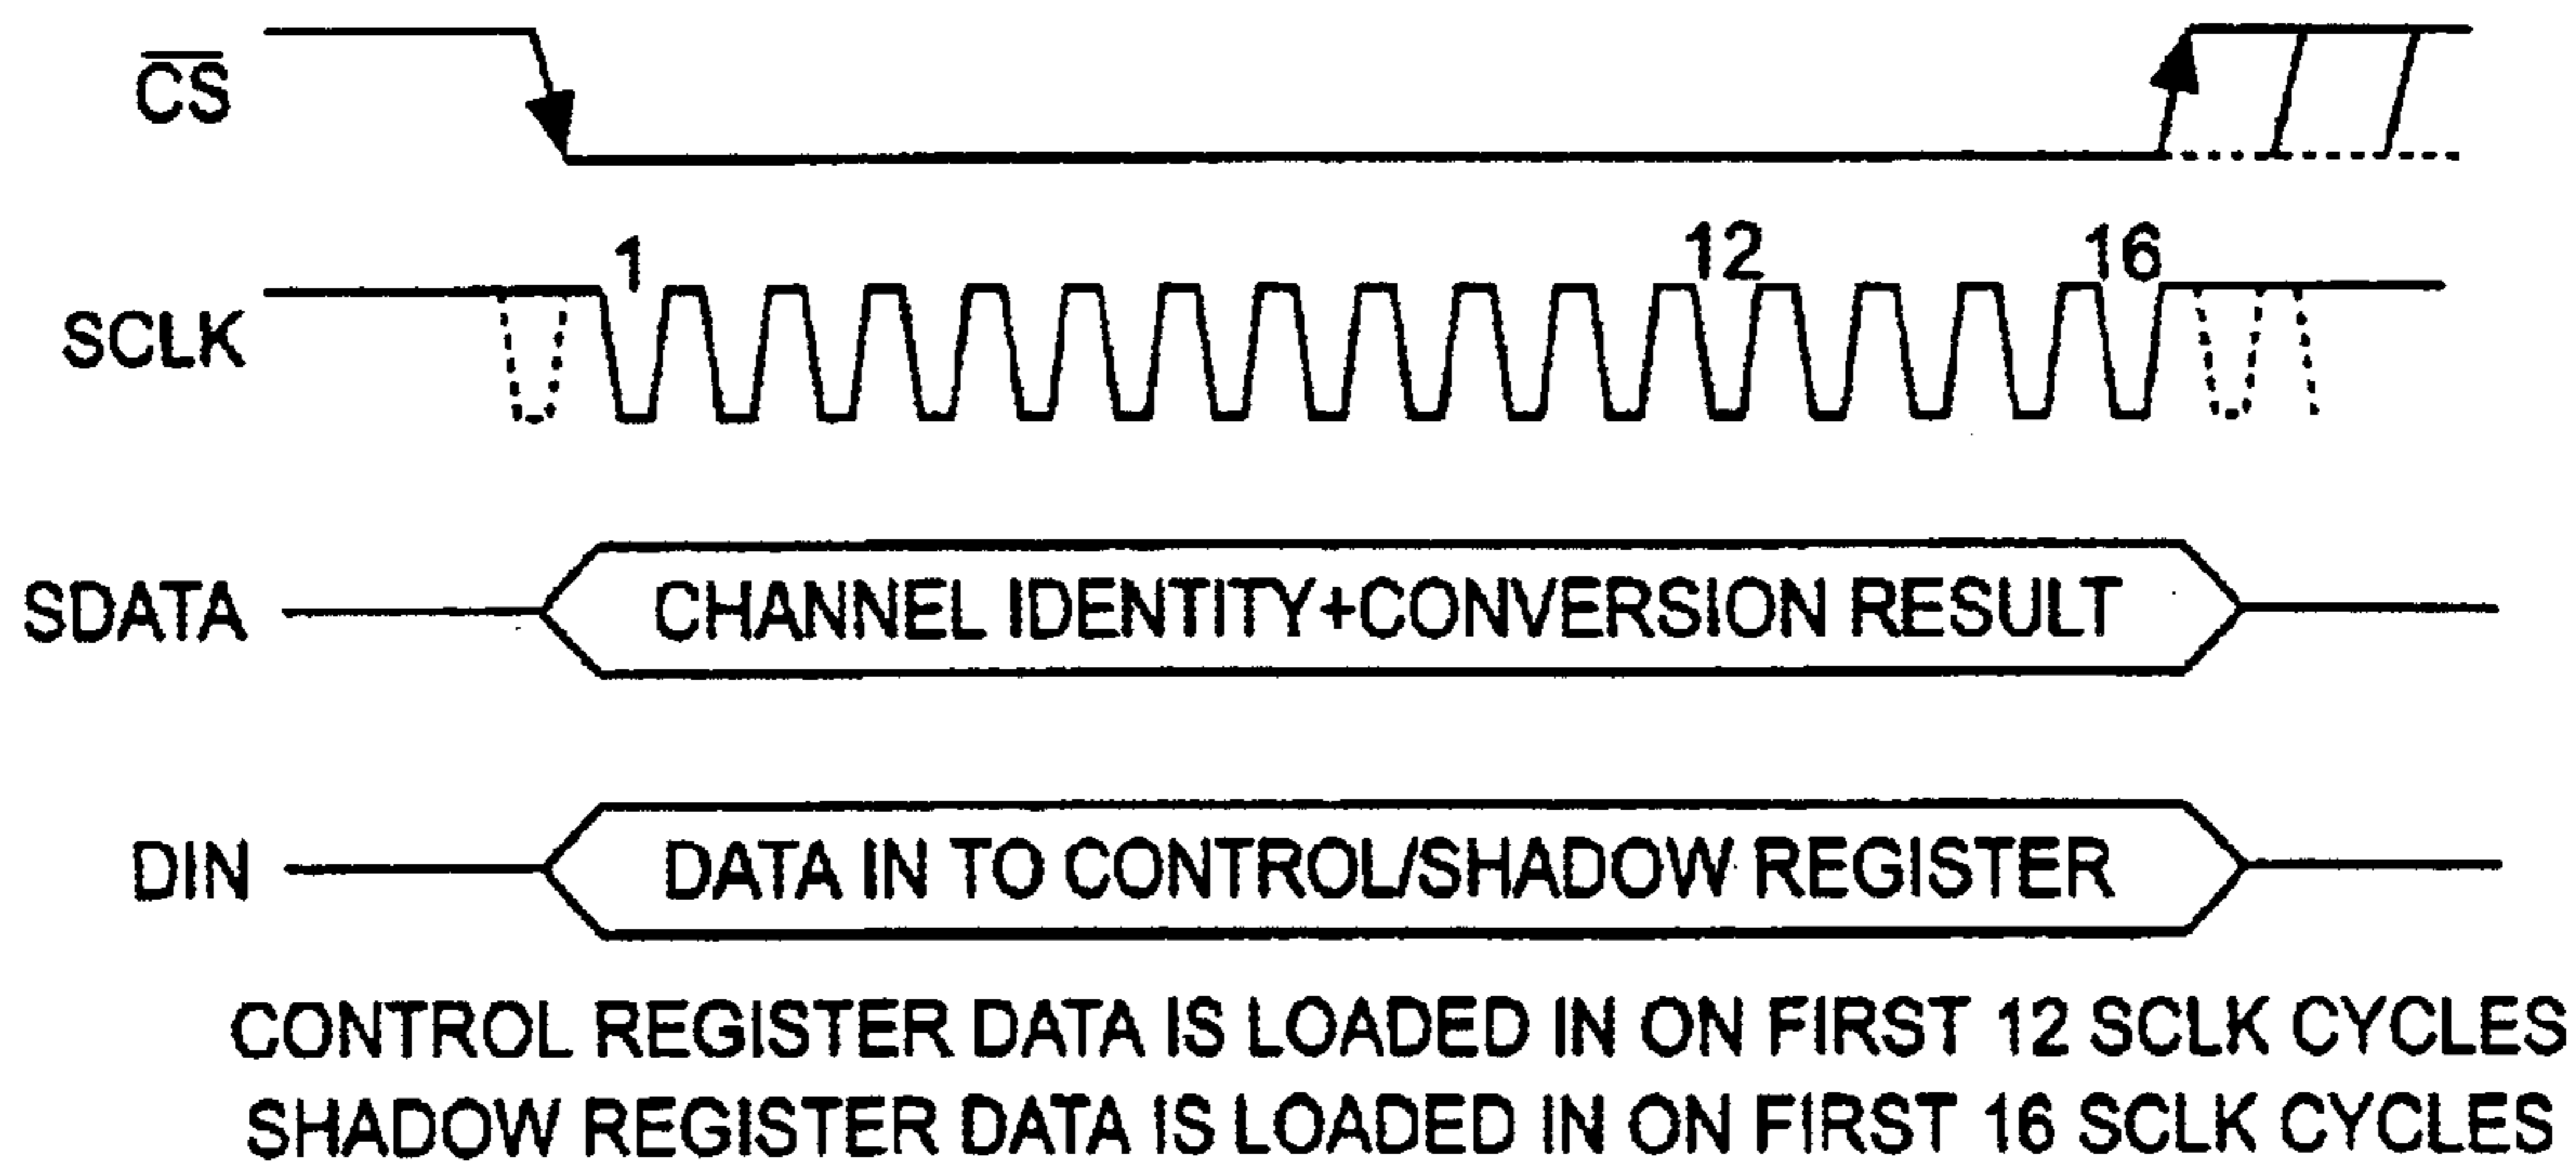 CS
1 12 16
SCLK
SDATA CHANNEL IDENTITY+CONVERSION RESULT
DIN DATA IN TO CONTROL/SHADOW REGISTER
CONTROL REGISTER DATA IS LOADED IN ON FIRST 12 SCLK CYCLES
SHADOW REGISTER DATA IS LOADED IN ON FIRST 16 SCLK CYCLES